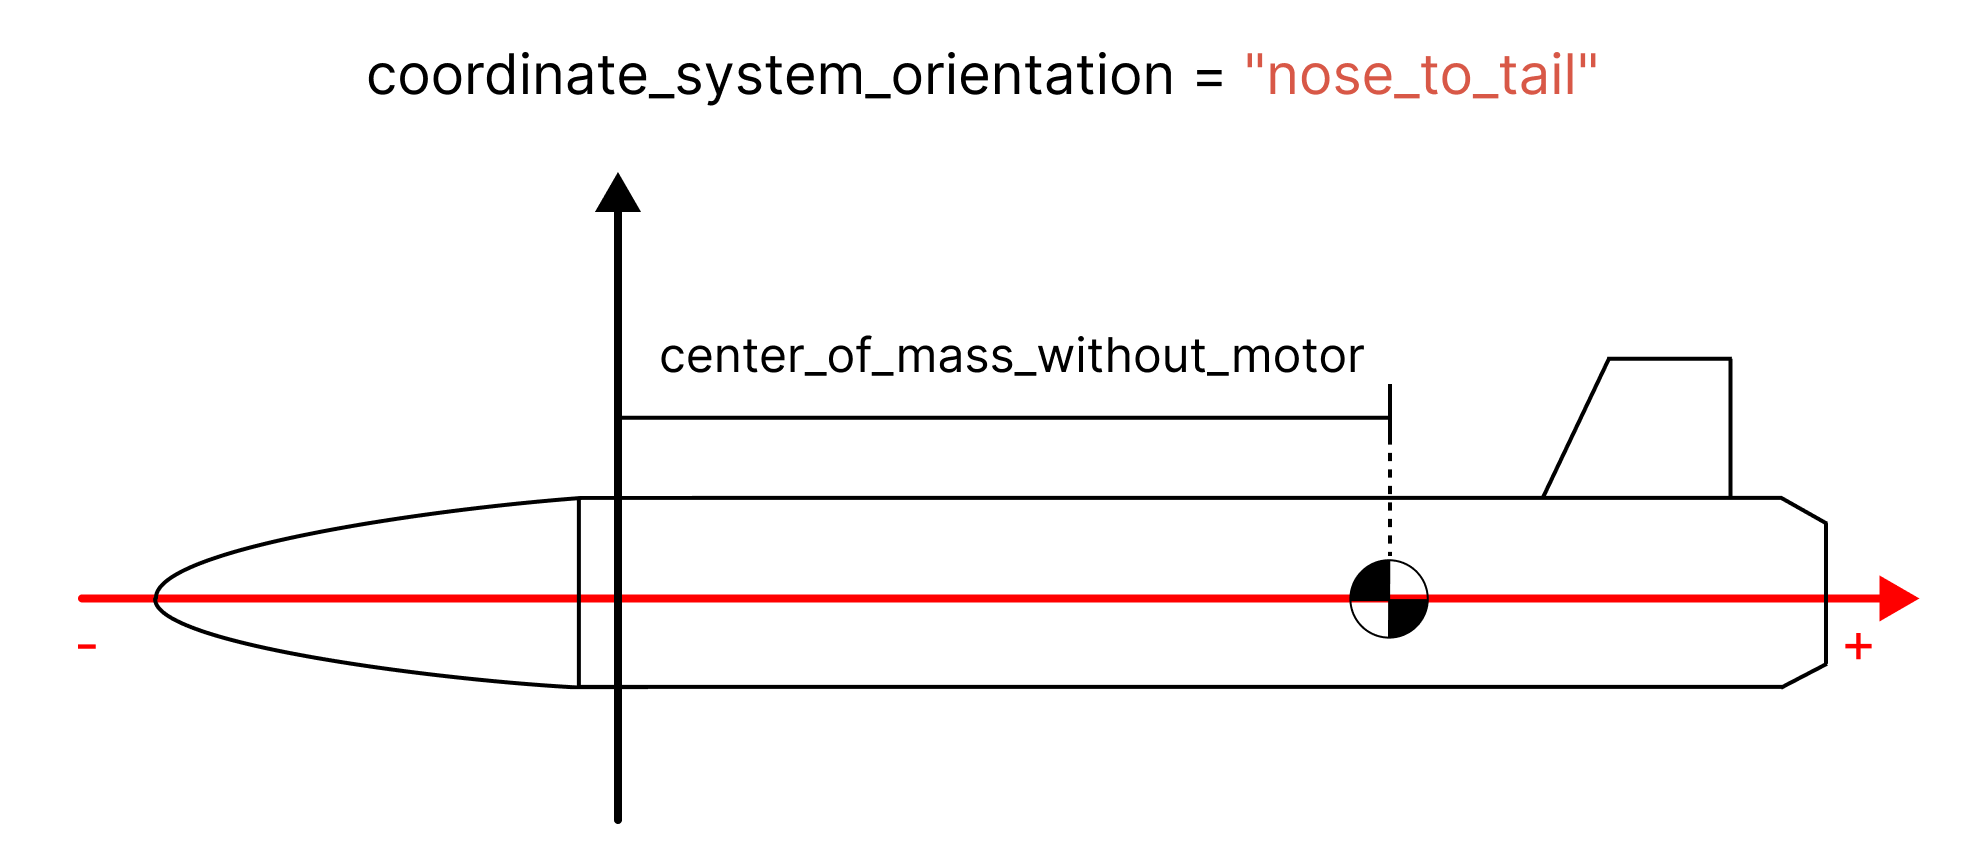 coordinate_system_orientation = "nose_to_tail"
center_of_mass_without_motor
- +